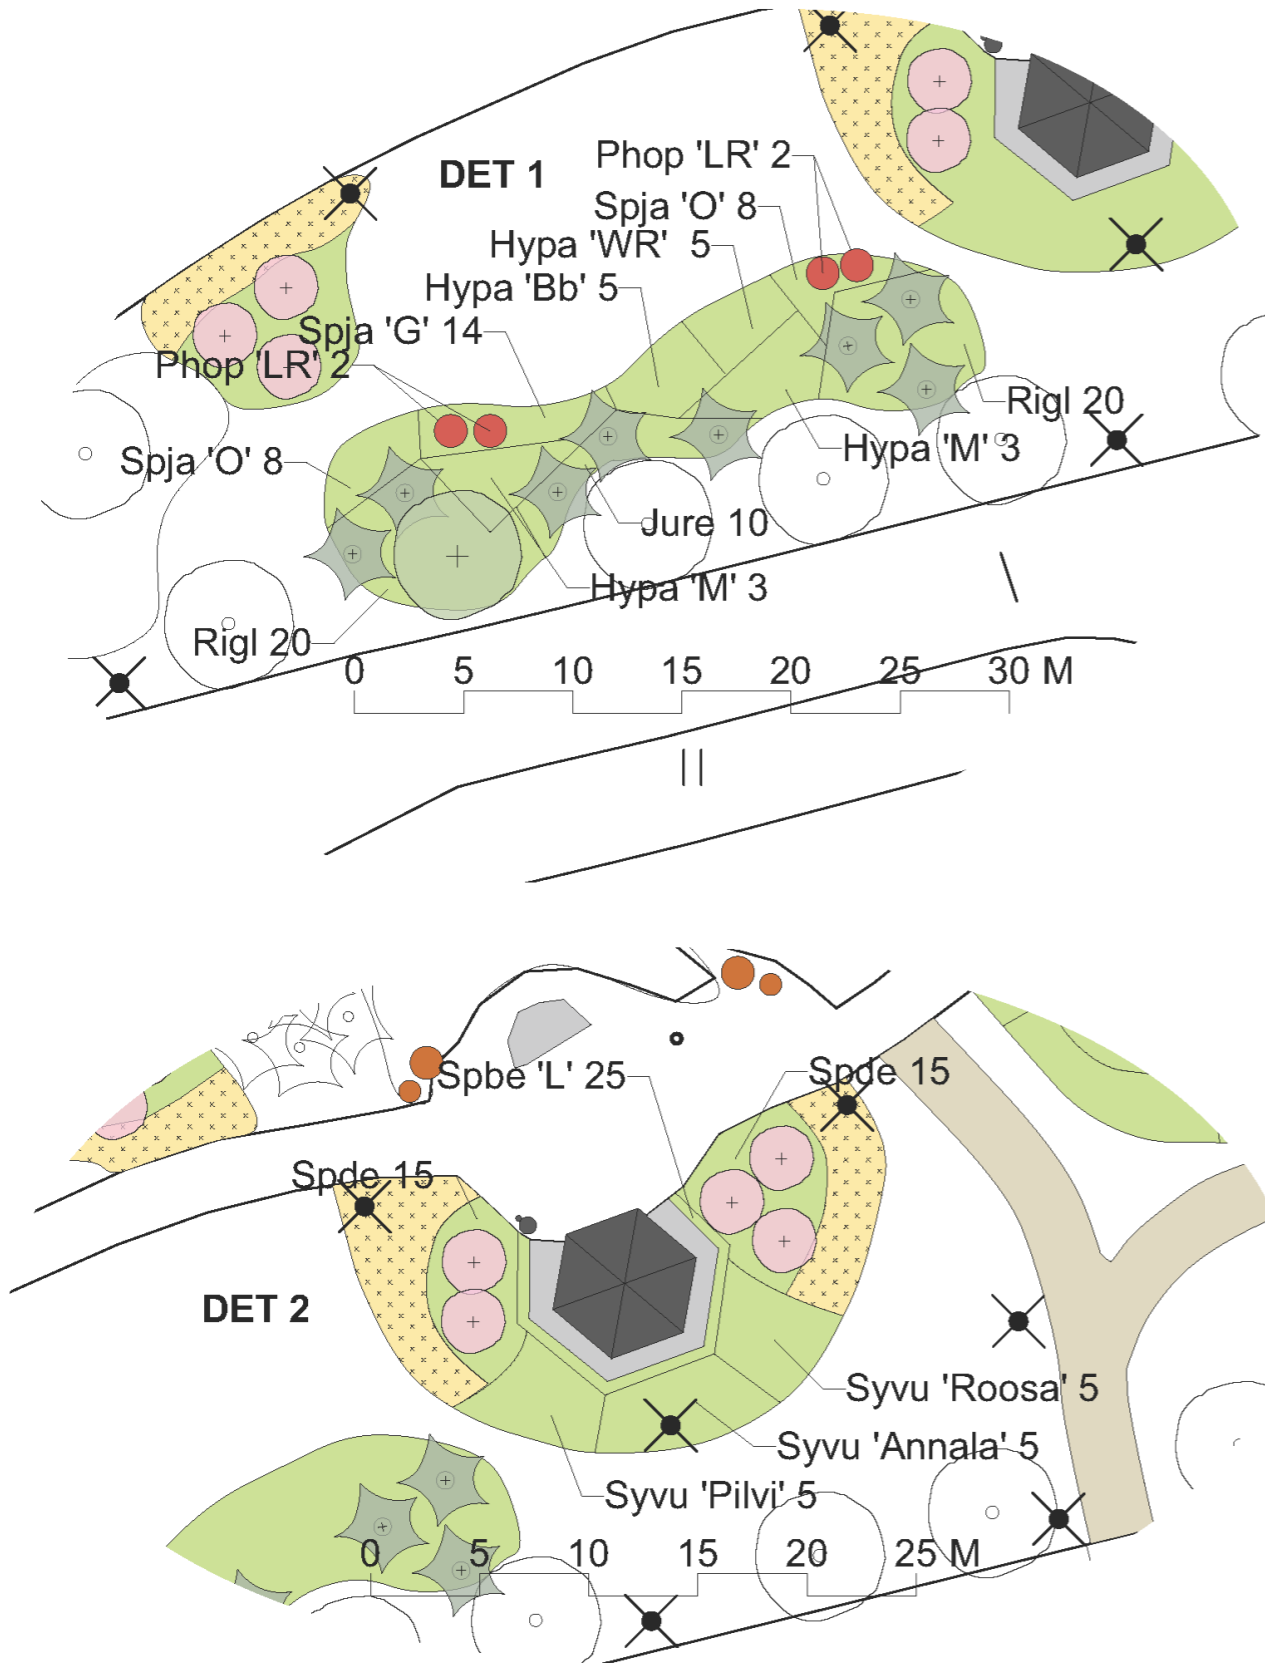 DET 1
Phop 'LR' 2
Spja 'O' 8
Hypa 'WR' 5
Hypa 'Bb' 5
Spja 'G' 14
Phop 'LR' 2
Rigl 20
Hypa 'M' 3
Spja 'O' 8
Jure 10
Hypa 'M' 3
Rigl 20
0 5 10 15 20 25 30 M
Spbe 'L' 25
Spde 15
Spde 15
DET 2
Syvu 'Roosa' 5
Syvu 'Annala' 5
Syvu 'Pilvi' 5
0 5 10 15 20 25 M